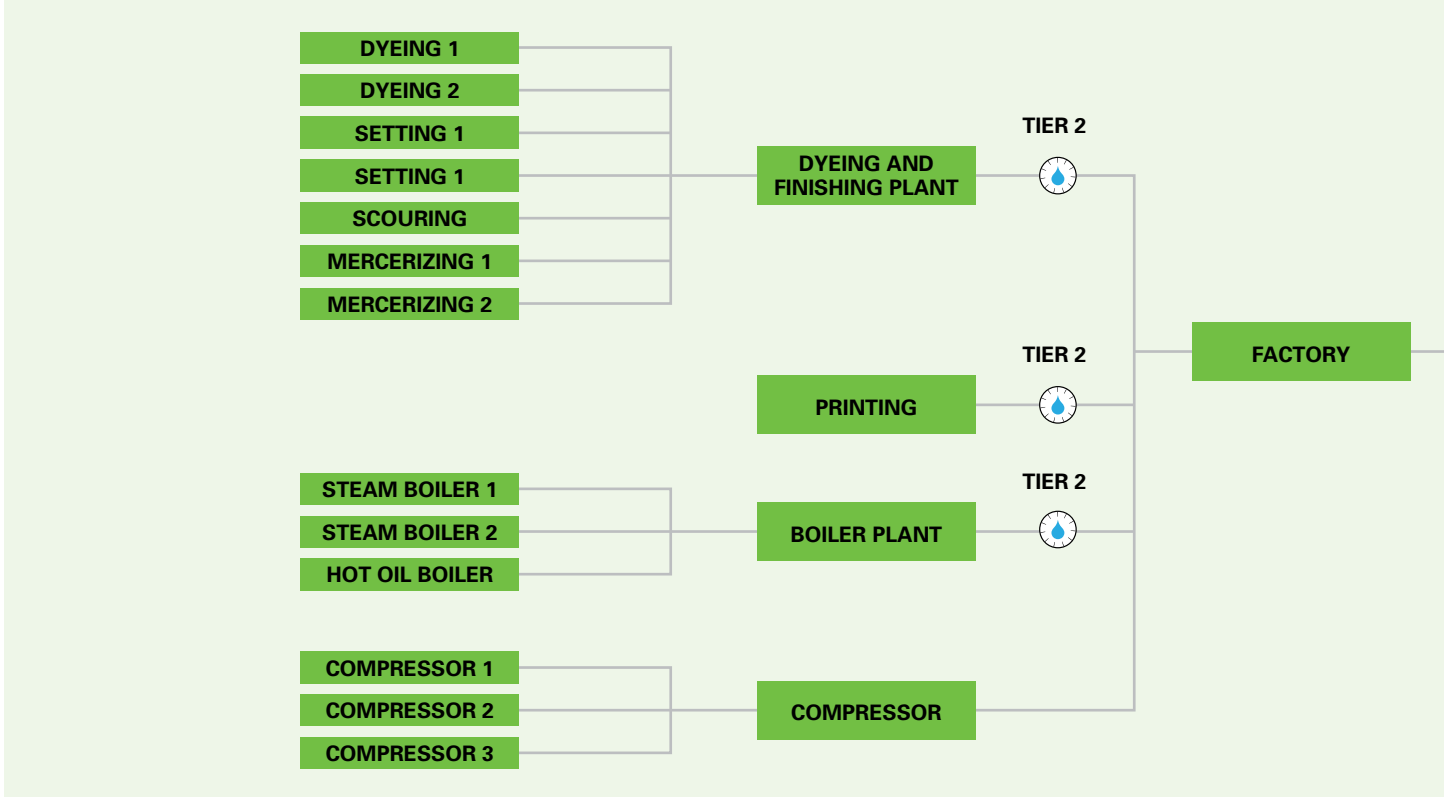 DYEING 1
DYEING 2
SETTING 1
SETTING 1
SCOURING
MERCERIZING 1
MERCERIZING 2
DYEING AND
FINISHING PLANT
TIER 2
TIER 2
PRINTING
FACTORY
STEAM BOILER 1
STEAM BOILER 2
HOT OIL BOILER
BOILER PLANT
TIER 2
COMPRESSOR 1
COMPRESSOR 2
COMPRESSOR 3
COMPRESSOR